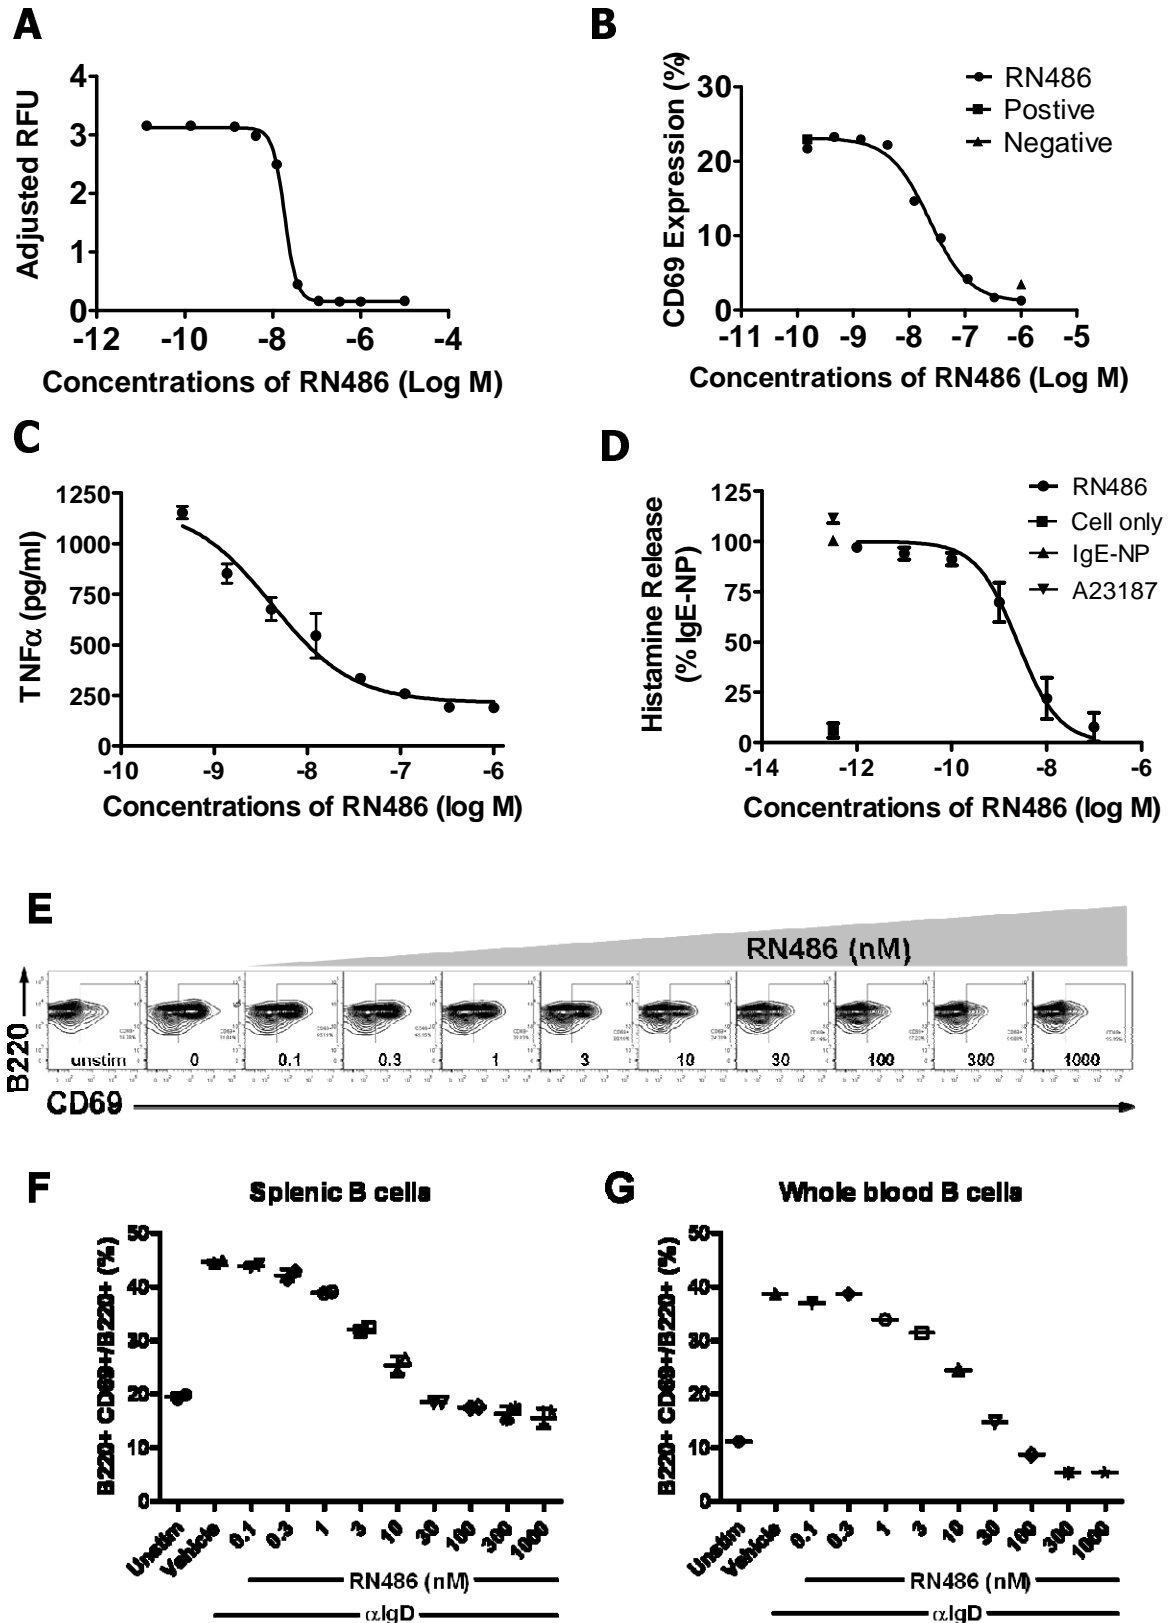 A
Adjusted RFU
4
3
2
1
0
-12 -10 -8 -6 -4
Concentrations of RN486 (Log M)
B
CD69 Expression (%)
30
20
10
0
-11 -10 -9 -8 -7 -6 -5
Concentrations of RN486 (Log M)
RN486
Postive
Negative
C
TNFα (pg/ml)
1250
1000
750
500
250
0
-10 -9 -8 -7 -6
Concentrations of RN486 (log M)
D
Histamine Release
(% IgE-NP)
125
100
75
50
25
0
-14 -12 -10 -8 -6
Concentrations of RN486 (log M)
RN486
Cell only
IgE-NP
A23187
E
RN486 (nM)
B220
unstim 0 0.1 0.3 1 3 10 30 100 300 1000
CD69
F
Splenic B cells
B220+ CD69+/B220+ (%)
50
40
30
20
10
0
Unstim Vehicle 0.1 0.3 1 3 10 30 100 300 1000
RN486 (nM)
αIgD
G
Whole blood B cells
B220+ CD69+/B220+ (%)
50
40
30
20
10
0
Unstim Vehicle 0.1 0.3 1 3 10 30 100 300 1000
RN486 (nM)
αIgD